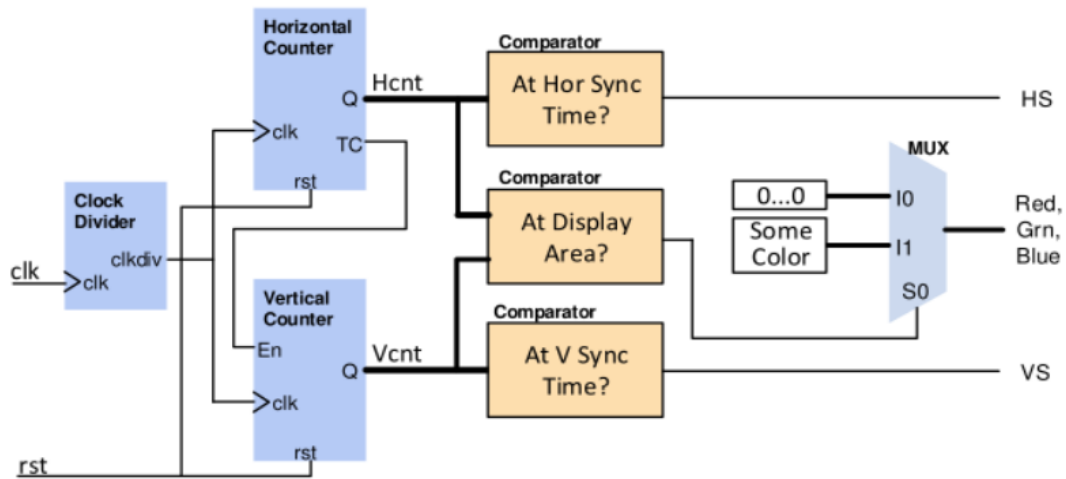 Horizontal
Counter
Q
clk
TC
rst
Hcnt
Comparator
At Hor Sync
Time?
HS
Clock
Divider
clkdiv
clk
clk
Comparator
At Display
Area?
MUX
0...0
I0
Some
Color
I1
S0
Red,
Grn,
Blue
Vertical
Counter
En
Q
clk
rst
Vcnt
Comparator
At V Sync
Time?
VS
rst